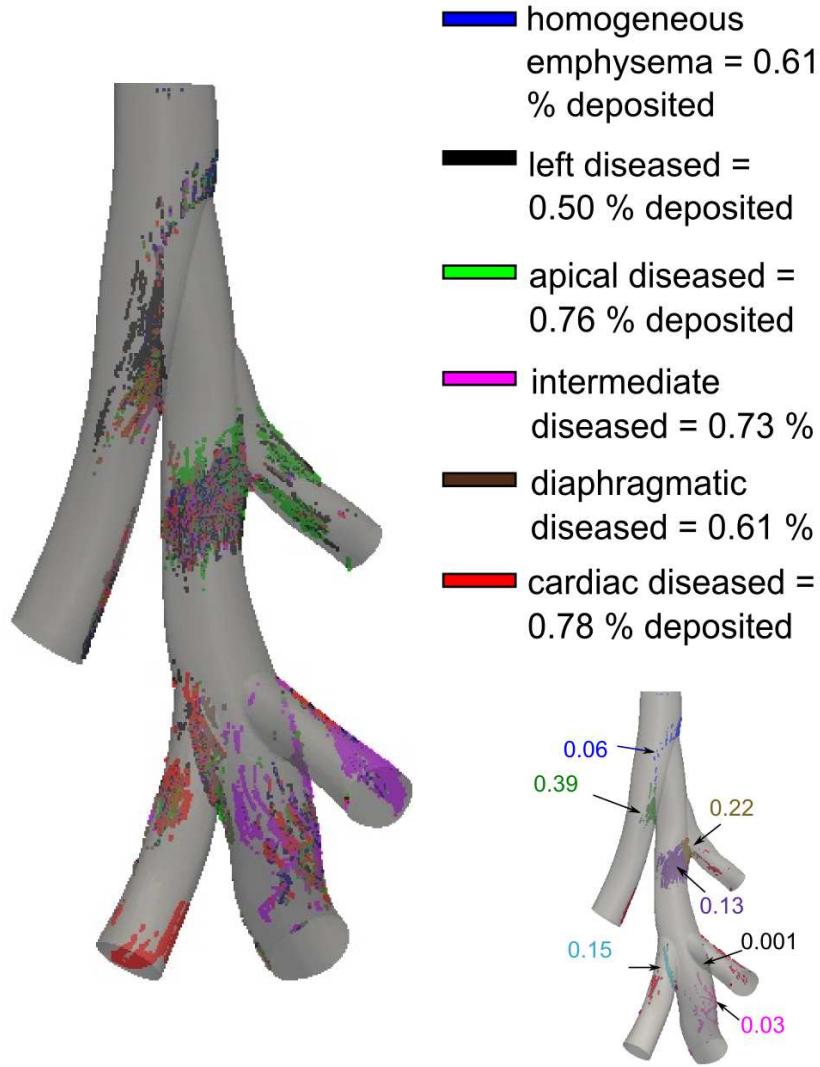 homogeneous
emphysema = 0.61
% deposited
left diseased =
0.50 % deposited
apical diseased =
0.76 % deposited
intermediate
diseased = 0.73 %
diaphragmatic
diseased = 0.61 %
cardiac diseased =
0.78 % deposited
0.06
0.39
0.22
0.13
0.15
0.001
0.03